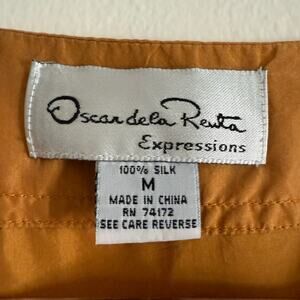 Oscar de la Renta
Expressions
100% SILK
M
MADE IN CHINA
RN 74172
SEE CARE REVERSE